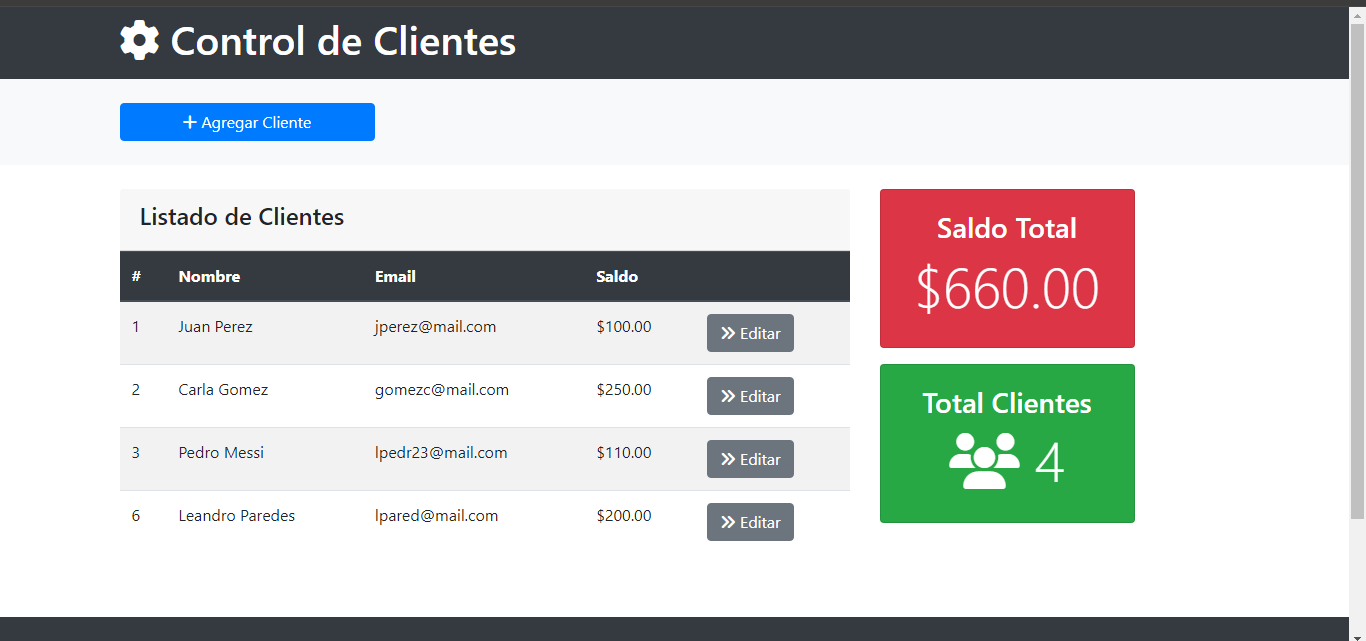 Control de Clientes
Agregar Cliente
Listado de Clientes
# Nombre Email Saldo
1 Juan Perez jperez@mail.com $100.00 Editar
2 Carla Gomez gomezc@mail.com $250.00 Editar
3 Pedro Messi lpedr23@mail.com $110.00 Editar
6 Leandro Paredes lpared@mail.com $200.00 Editar
Saldo Total
$660.00
Total Clientes
4